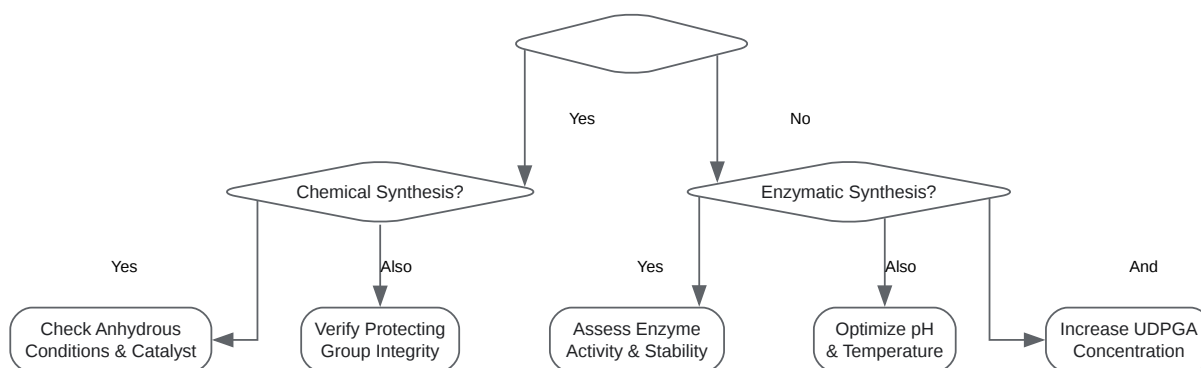 Yes
No
Chemical Synthesis?
Enzymatic Synthesis?
Yes
Also
Yes
Also
And
Check Anhydrous
Conditions & Catalyst
Verify Protecting
Group Integrity
Assess Enzyme
Activity & Stability
Optimize pH
& Temperature
Increase UDPGA
Concentration